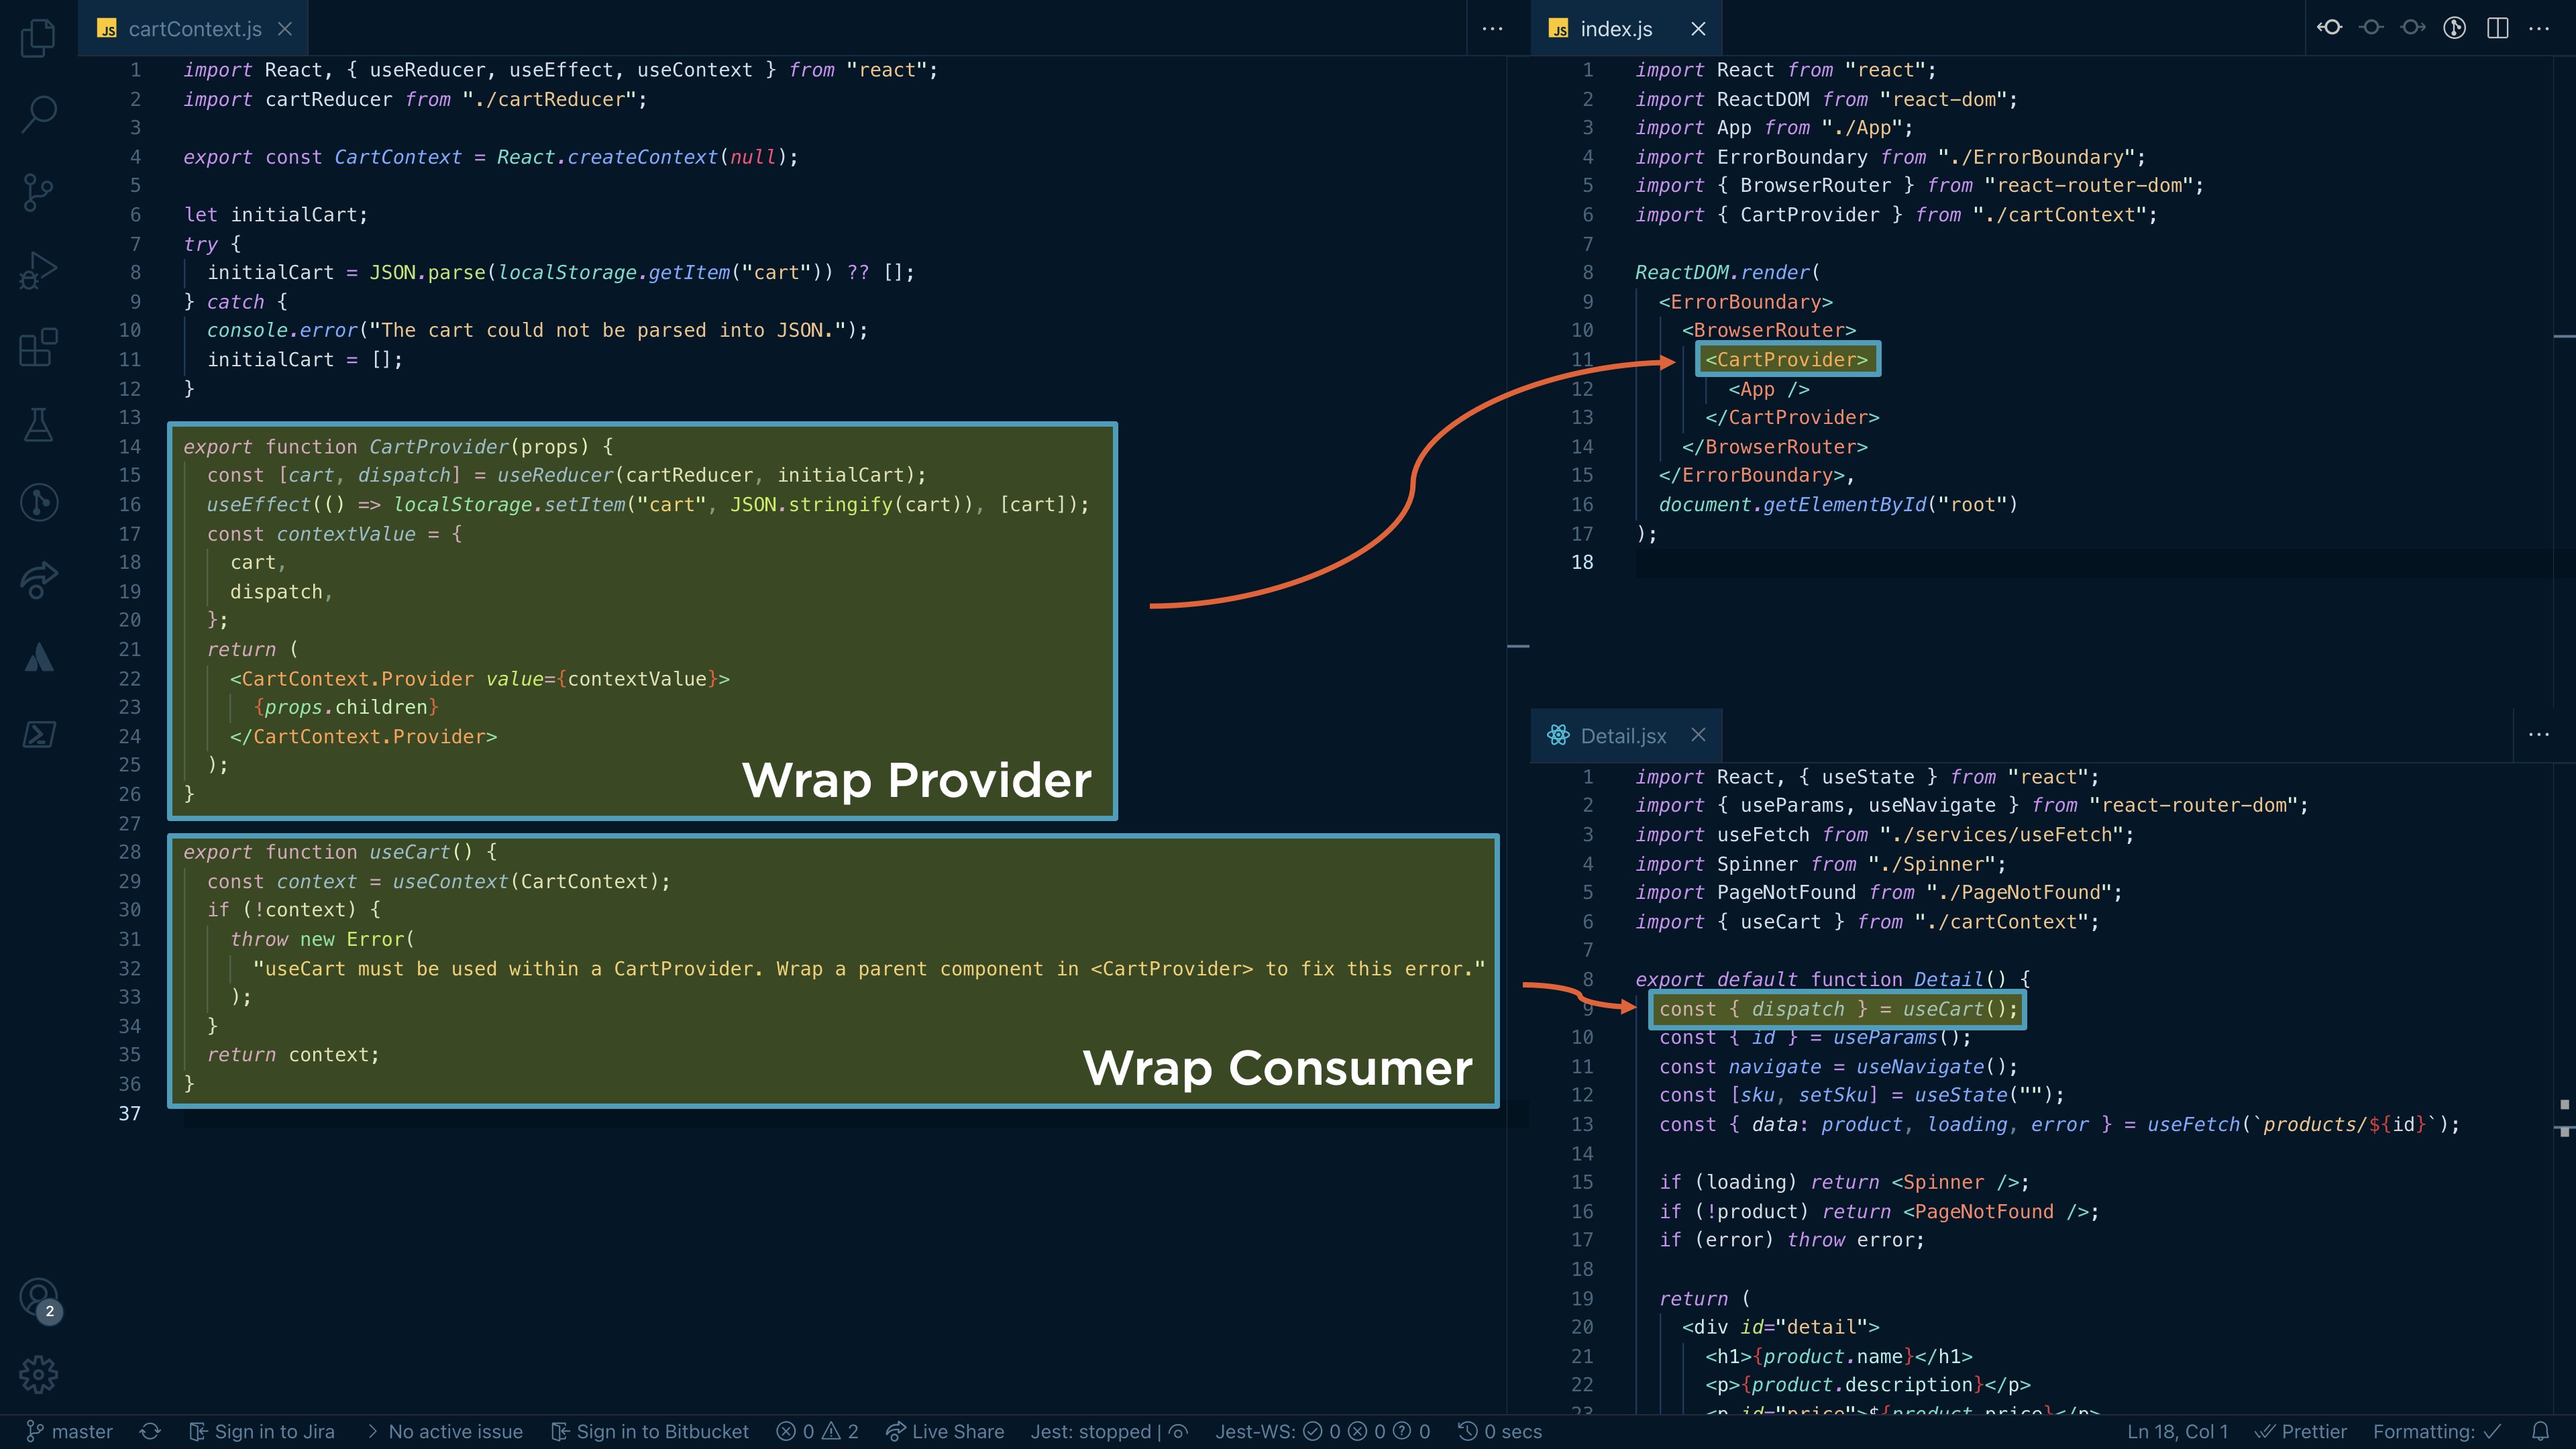 cartContext.js
1 import React, { useReducer, useEffect, useContext } from "react";
2 import cartReducer from "./cartReducer";
3
4 export const CartContext = React.createContext(null);
5
6 let initialCart;
7 try {
8 initialCart = JSON.parse(localStorage.getItem("cart")) ?? [];
9 } catch {
10 console.error("The cart could not be parsed into JSON.");
11 initialCart = [];
12 }
13
14 export function CartProvider(props) {
15 const [cart, dispatch] = useReducer(cartReducer, initialCart);
16 useEffect(() => localStorage.setItem("cart", JSON.stringify(cart)), [cart]);
17 const contextValue = {
18 cart,
19 dispatch,
20 };
21 return (
22 <CartContext.Provider value={contextValue}>
23 {props.children}
24 </CartContext.Provider>
25 );
26 }
Wrap Provider
27
28 export function useCart() {
29 const context = useContext(CartContext);
30 if (!context) {
31 throw new Error(
32 "useCart must be used within a CartProvider. Wrap a parent component in <CartProvider> to fix this error."
33 );
34 }
35 return context;
36 }
Wrap Consumer
37
index.js
1 import React from "react";
2 import ReactDOM from "react-dom";
3 import App from "./App";
4 import ErrorBoundary from "./ErrorBoundary";
5 import { BrowserRouter } from "react-router-dom";
6 import { CartProvider } from "./cartContext";
7
8 ReactDOM.render(
9 <ErrorBoundary>
10 <BrowserRouter>
11 <CartProvider>
12 <App />
13 </CartProvider>
14 </BrowserRouter>
15 </ErrorBoundary>,
16 document.getElementById("root")
17 );
18
Detail.jsx
1 import React, { useState } from "react";
2 import { useParams, useNavigate } from "react-router-dom";
3 import useFetch from "./services/useFetch";
4 import Spinner from "./Spinner";
5 import PageNotFound from "./PageNotFound";
6 import { useCart } from "./cartContext";
7
8 export default function Detail() {
9 const { dispatch } = useCart();
10 const { id } = useParams();
11 const navigate = useNavigate();
12 const [sku, setSku] = useState("");
13 const { data: product, loading, error } = useFetch(`products/${id}`);
14
15 if (loading) return <Spinner />;
16 if (!product) return <PageNotFound />;
17 if (error) throw error;
18
19 return (
20 <div id="detail">
21 <h1>{product.name}</h1>
22 <p>{product.description}</p>
23 <p id="price">${product.price}</p>
2
master Sign in to Jira No active issue Sign in to Bitbucket 0 2 Live Share Jest: stopped | Jest-WS: 0 0 0 0 secs Ln 18, Col 1 Prettier Formatting: